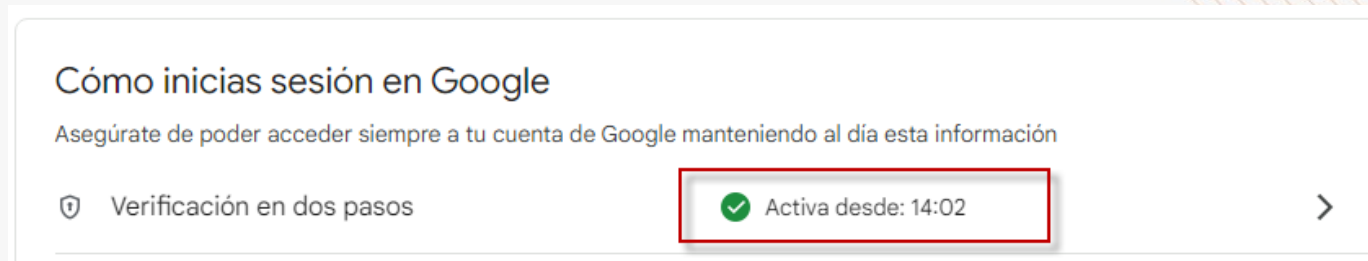 Cómo inicias sesión en Google
Asegúrate de poder acceder siempre a tu cuenta de Google manteniendo al día esta información
Verificación en dos pasos Activa desde: 14:02